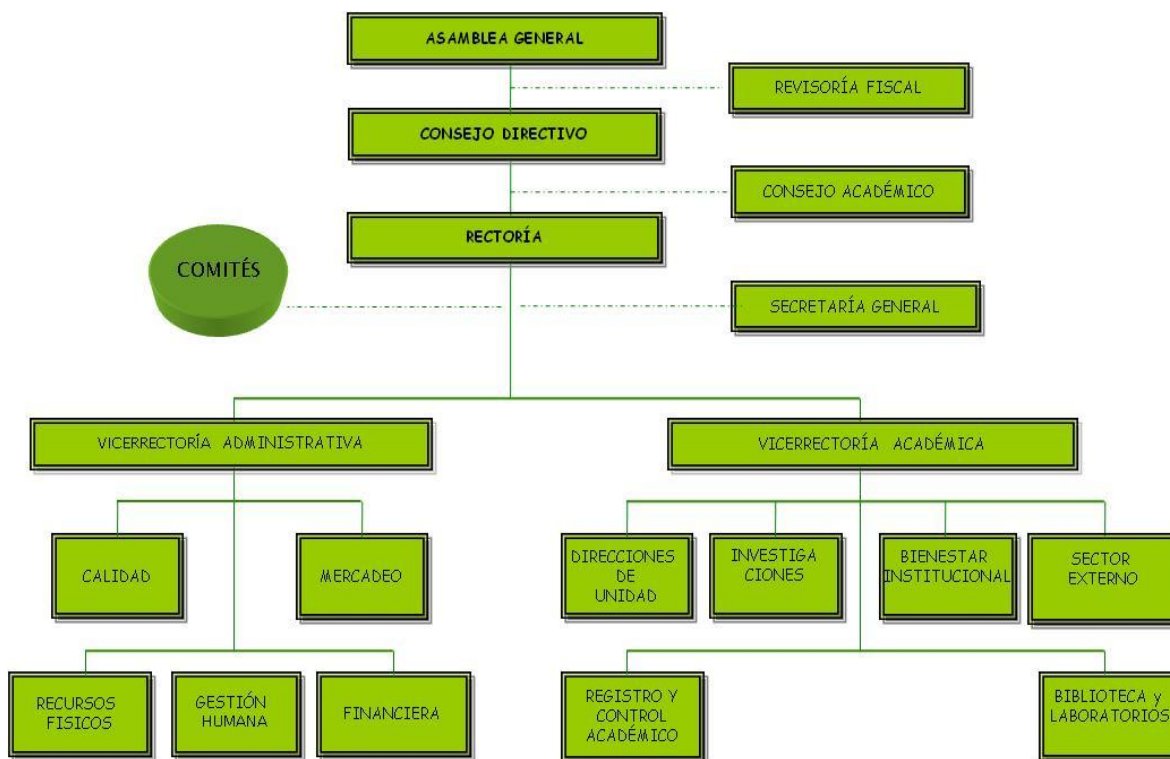 ASAMBLEA GENERAL
REVISORÍA FISCAL
CONSEJO DIRECTIVO
CONSEJO ACADÉMICO
RECTORÍA
COMITÉS
SECRETARÍA GENERAL
VICERRECTORÍA ADMINISTRATIVA
VICERRECTORÍA ACADÉMICA
CALIDAD
MERCADEO
DIRECCIONES
DE
UNIDAD
INVESTIGA
CIONES
BIENESTAR
INSTITUCIONAL
SECTOR
EXTERNO
RECURSOS
FISICOS
GESTIÓN
HUMANA
FINANCIERA
REGISTRO Y
CONTROL
ACADÉMICO
BIBLIOTECA y
LABORATORIOS